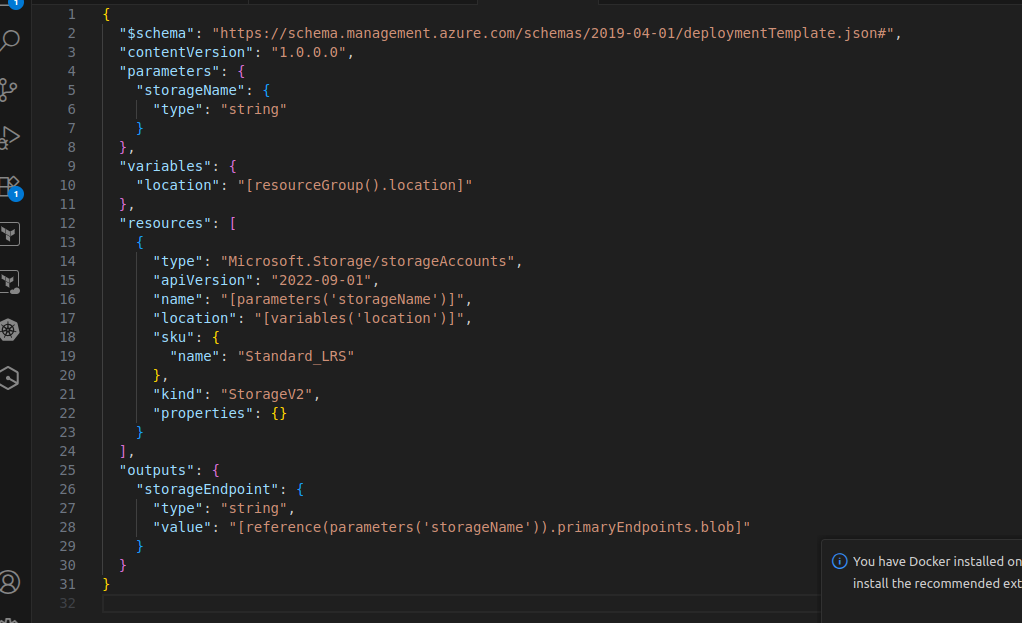 1
1 {
2 "$schema": "https://schema.management.azure.com/schemas/2019-04-01/deploymentTemplate.json#",
3 "contentVersion": "1.0.0.0",
4 "parameters": {
5 "storageName": {
6 "type": "string"
7 }
8 },
9 "variables": {
10 "location": "[resourceGroup().location]"
11 },
12 "resources": [
13 {
14 "type": "Microsoft.Storage/storageAccounts",
15 "apiVersion": "2022-09-01",
16 "name": "[parameters('storageName')]",
17 "location": "[variables('location')]",
18 "sku": {
19 "name": "Standard_LRS"
20 },
21 "kind": "StorageV2",
22 "properties": {}
23 }
24 ],
25 "outputs": {
26 "storageEndpoint": {
27 "type": "string",
28 "value": "[reference(parameters('storageName')).primaryEndpoints.blob]"
29 }
30 }
31 }
32
1
You have Docker installed on
install the recommended ext